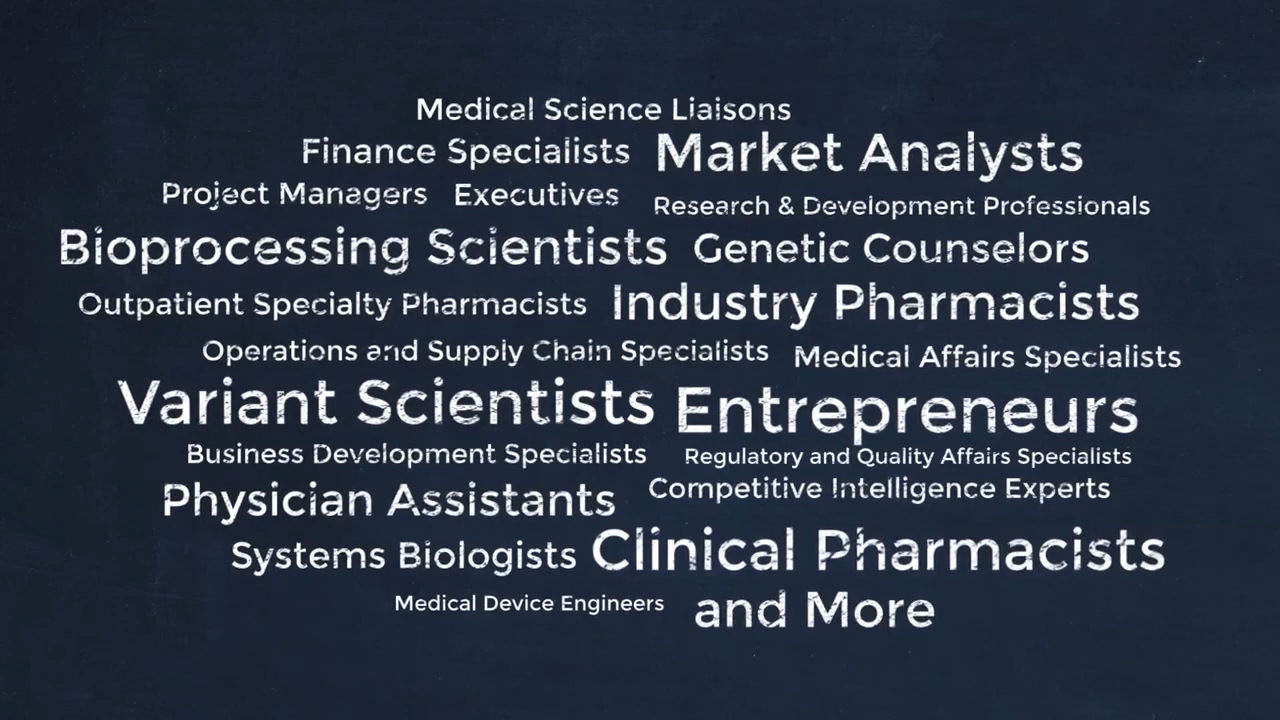 Medical Science Liaisons
Finance Specialists Market Analysts
Project Managers Executives Research & Development Professionals
Bioprocessing Scientists Genetic Counselors
Outpatient Specialty Pharmacists Industry Pharmacists
Operations and Supply Chain Specialists Medical Affairs Specialists
Variant Scientists Entrepreneurs
Business Development Specialists Regulatory and Quality Affairs Specialists
Physician Assistants Competitive Intelligence Experts
Systems Biologists Clinical Pharmacists
Medical Device Engineers and More